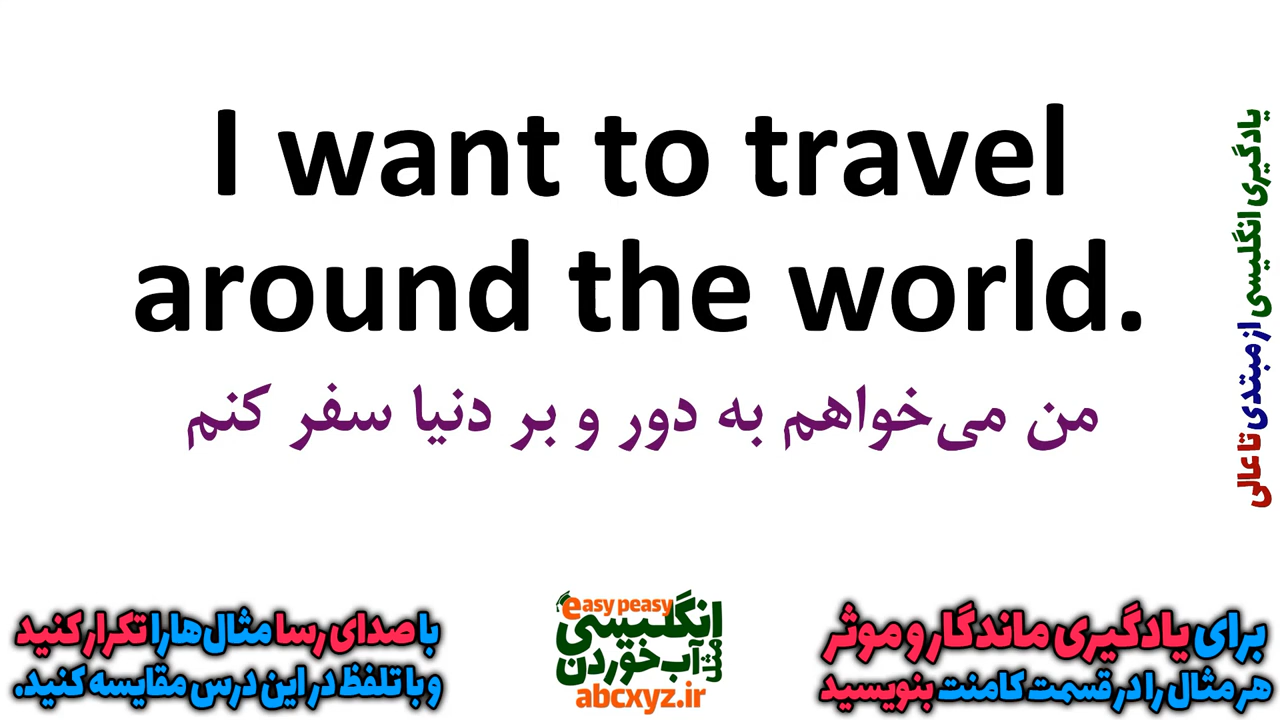 I want to travel
around the world.
من می‌خواهم به دور و بر دنیا سفر کنم
یادگیری انگلیسی از مبتدی تا عالی
با صدای رسا مثال‌ها را تکرار کنید
و با تلفظ در این درس مقایسه کنید.
easy peasy
انگلیسی
مثل
آب خوردن
abcxyz.ir
برای یادگیری ماندگار و موثر
هر مثال را در قسمت کامنت بنویسید